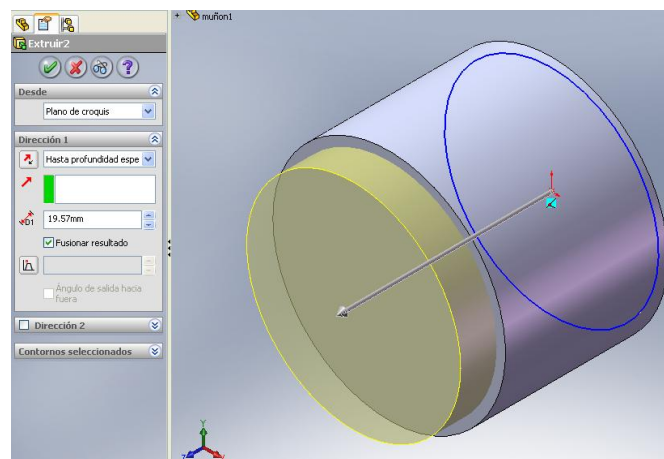 muñon1
Extruir2
Desde
Plano de croquis
Dirección 1
Hasta profundidad espe
D1
19.57mm
Fusionar resultado
Ángulo de salida hacia
fuera
Dirección 2
Contornos seleccionados
Y
Z
X